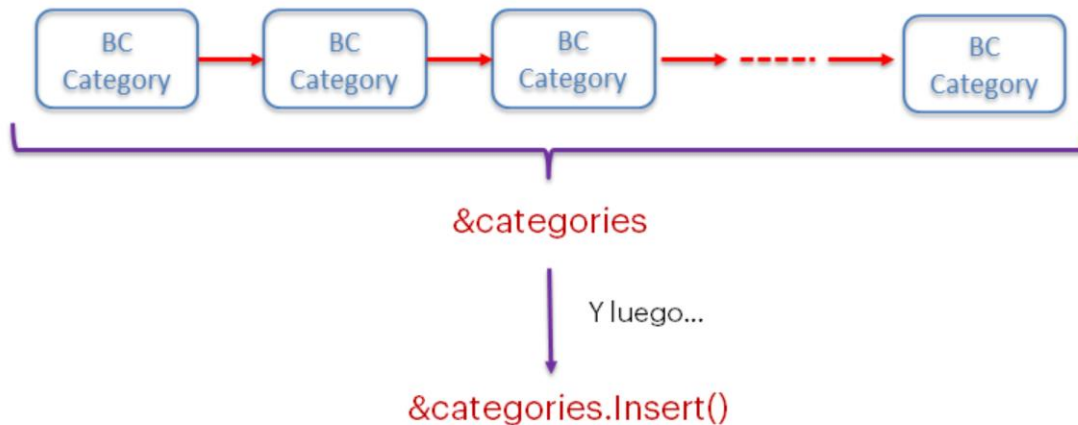 BC
Category
BC
Category
BC
Category
BC
Category
&categories
Y luego...
&categories.Insert()